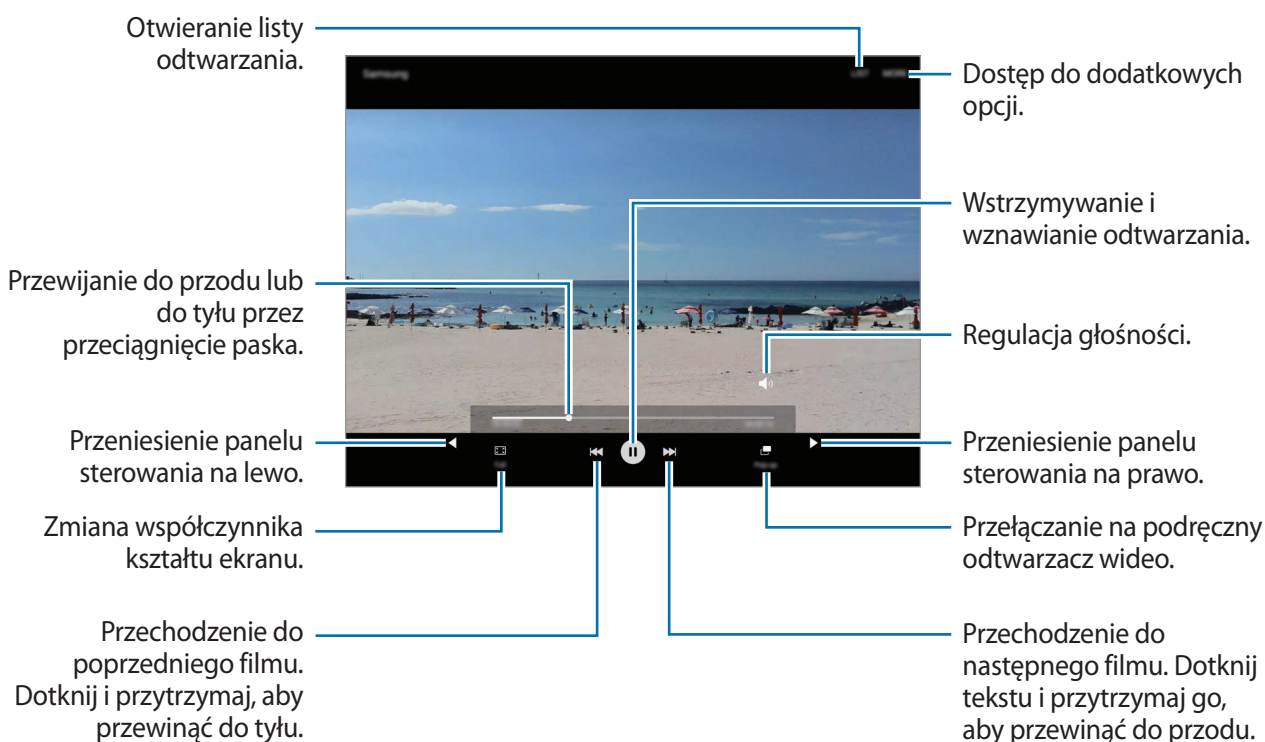 Otwieranie listy
odtwarzania.
Samsung
LIST
MORE
Dostęp do dodatkowych
opcji.
Wstrzymywanie i
wznawianie odtwarzania.
Przewijanie do przodu lub
do tyłu przez
przeciągnięcie paska.
Regulacja głośności.
Przeniesienie panelu
sterowania na lewo.
Przeniesienie panelu
sterowania na prawo.
Zmiana współczynnika
kształtu ekranu.
Przełączanie na podręczny
odtwarzacz wideo.
Przechodzenie do
poprzedniego filmu.
Dotknij i przytrzymaj, aby
przewinąć do tyłu.
Przechodzenie do
następnego filmu. Dotknij
tekstu i przytrzymaj go,
aby przewinąć do przodu.